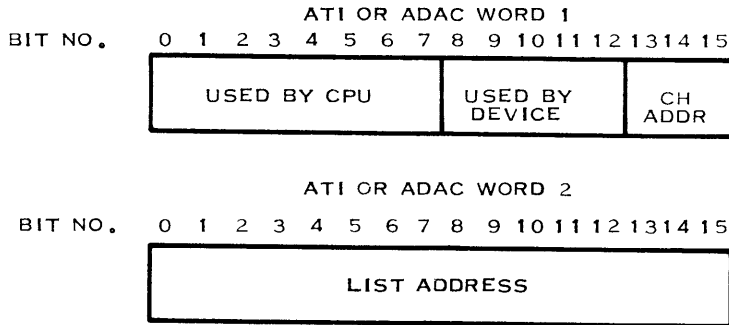 ATI OR ADAC WORD 1
BIT NO. 0 1 2 3 4 5 6 7 8 9 10 11 12 13 14 15
USED BY CPU USED BY DEVICE CH ADDR
ATI OR ADAC WORD 2
BIT NO. 0 1 2 3 4 5 6 7 8 9 10 11 12 13 14 15
LIST ADDRESS